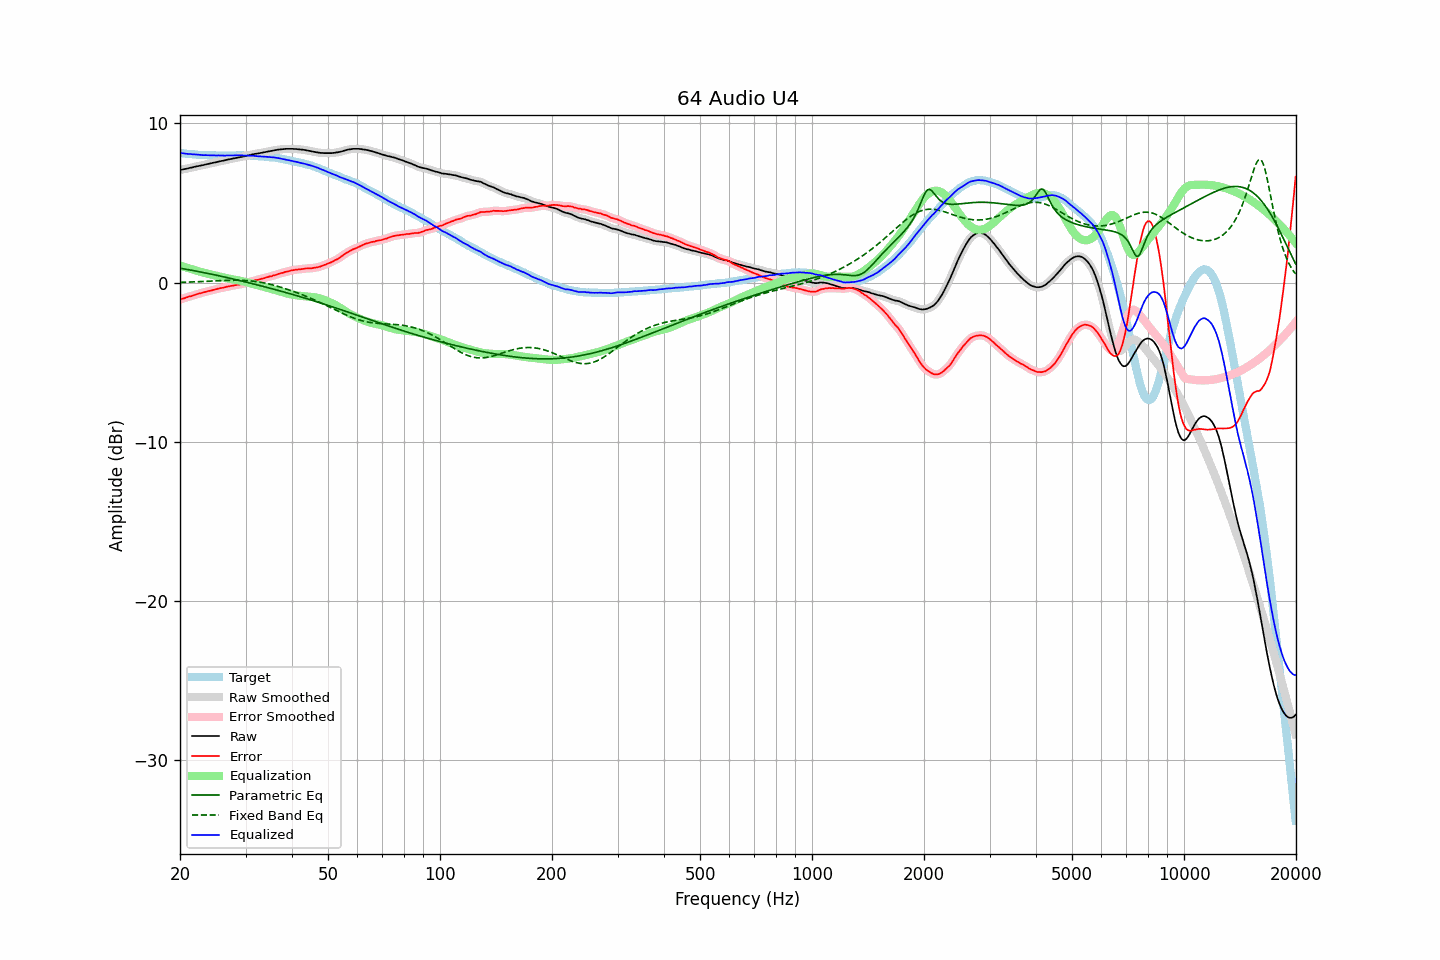 64 Audio U4
Amplitude (dBr)
10
0
−10
−20
−30
Target
Raw Smoothed
Error Smoothed
Raw
Error
Equalization
Parametric Eq
Fixed Band Eq
Equalized
20 50 100 200 500 1000 2000 5000 10000 20000
Frequency (Hz)